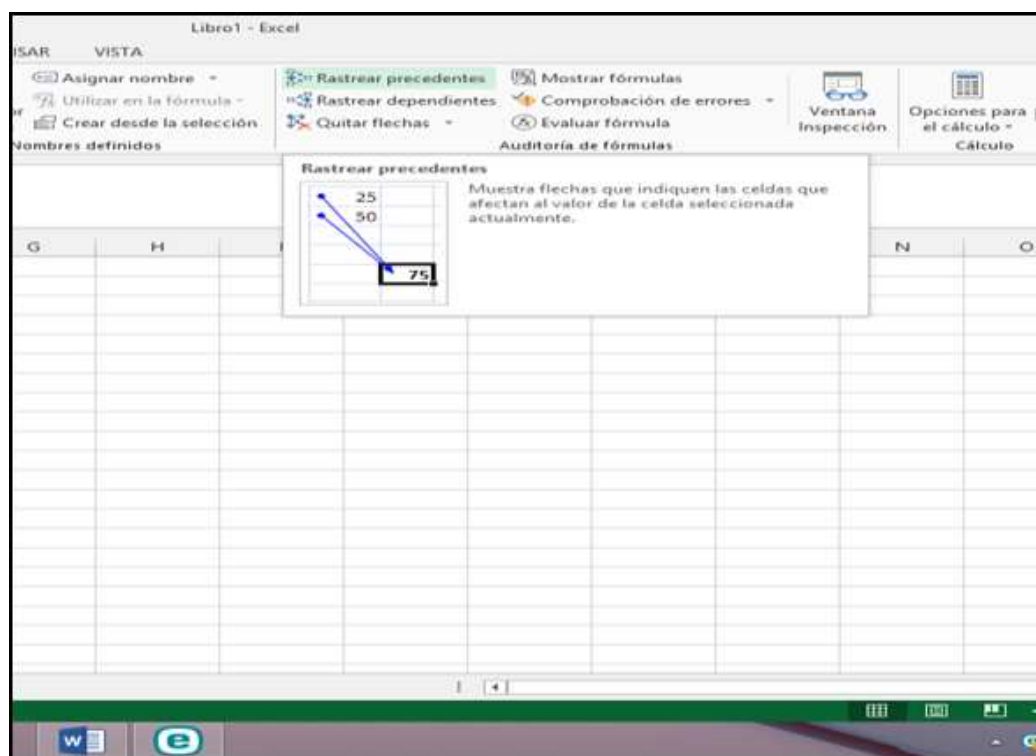 Libro1 - Excel
ISAR VISTA
Asignar nombre
Utilizar en la fórmula
Crear desde la selección
Nombres definidos
Rastrear precedentes
Rastrear dependientes
Quitar flechas
Mostrar fórmulas
Comprobación de errores
Evaluar fórmula
Auditoría de fórmulas
Ventana
Inspección
Opciones para
el cálculo
Cálculo
Rastrear precedentes
Muestra flechas que indiquen las celdas que
afectan al valor de la celda seleccionada
actualmente.
25
50
75
G H N O